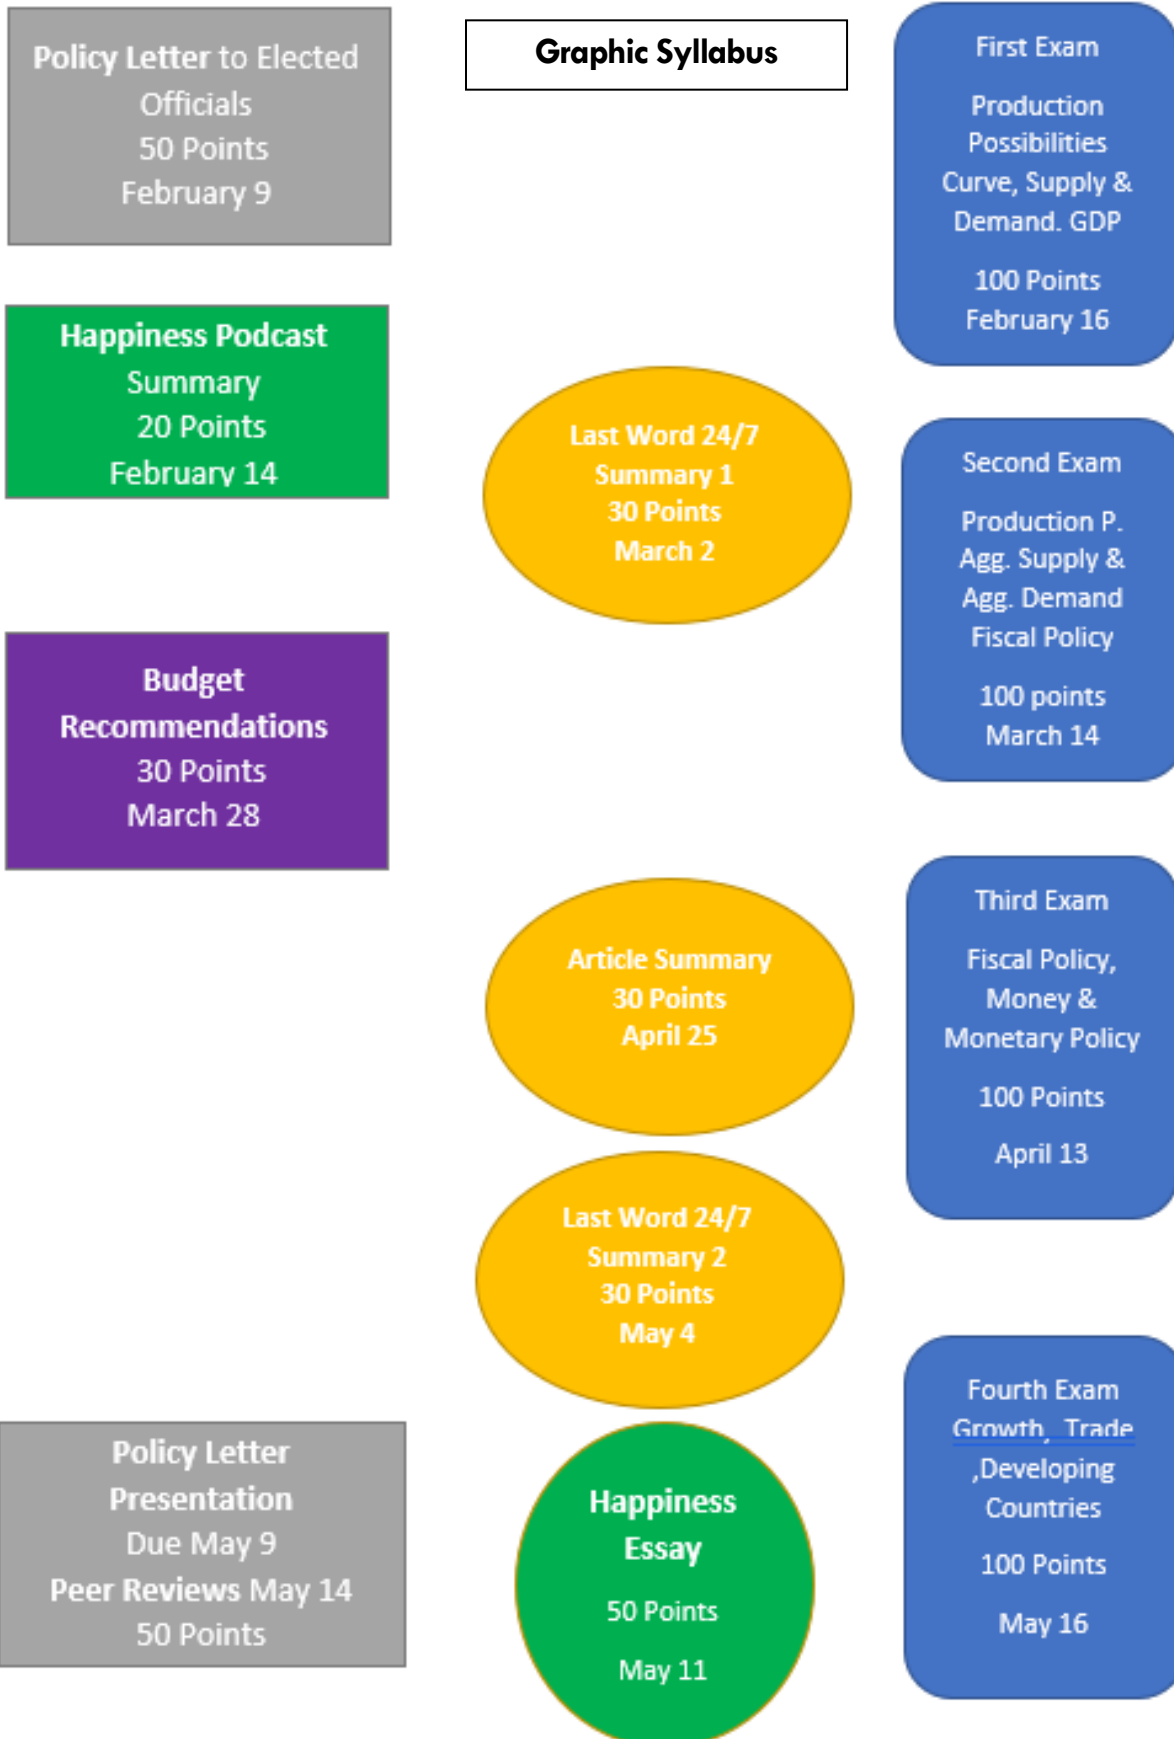 Graphic Syllabus
Policy Letter to Elected
Officials
50 Points
February 9
Happiness Podcast
Summary
20 Points
February 14
Budget
Recommendations
30 Points
March 28
Policy Letter
Presentation
Due May 9
Peer Reviews May 14
50 Points
Last Word 24/7
Summary 1
30 Points
March 2
Article Summary
30 Points
April 25
Last Word 24/7
Summary 2
30 Points
May 4
Happiness
Essay
50 Points
May 11
First Exam
Production
Possibilities
Curve, Supply &
Demand. GDP
100 Points
February 16
Second Exam
Production P.
Agg. Supply &
Agg. Demand
Fiscal Policy
100 points
March 14
Third Exam
Fiscal Policy,
Money &
Monetary Policy
100 Points
April 13
Fourth Exam
Growth, Trade
,Developing
Countries
100 Points
May 16